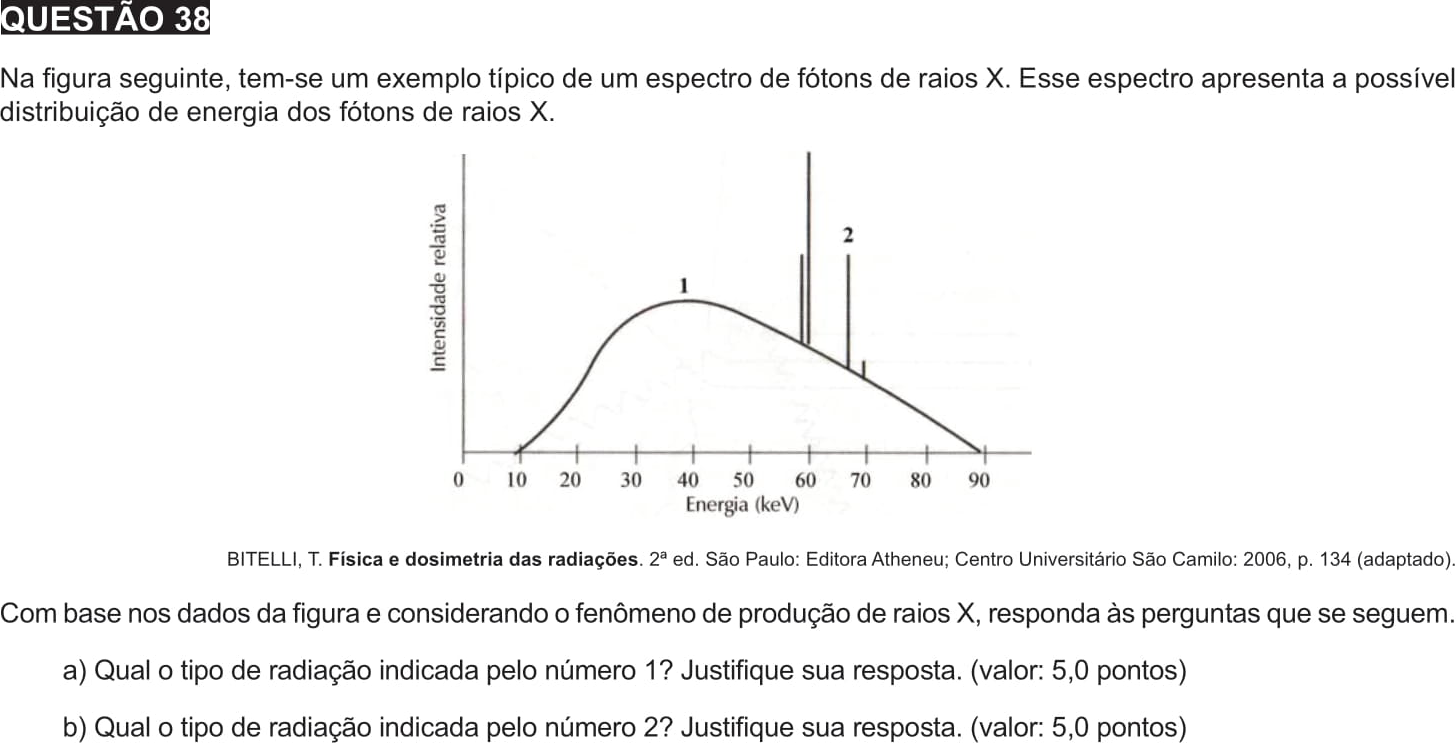 QUESTÃO 38
Na figura seguinte, tem-se um exemplo típico de um espectro de fótons de raios X. Esse espectro apresenta a possível
distribuição de energia dos fótons de raios X.
Intensidade relativa
1
2
0 10 20 30 40 50 60 70 80 90
Energia (keV)
BITELLI, T. Física e dosimetria das radiações. 2ª ed. São Paulo: Editora Atheneu; Centro Universitário São Camilo: 2006, p. 134 (adaptado).
Com base nos dados da figura e considerando o fenômeno de produção de raios X, responda às perguntas que se seguem.
a) Qual o tipo de radiação indicada pelo número 1? Justifique sua resposta. (valor: 5,0 pontos)
b) Qual o tipo de radiação indicada pelo número 2? Justifique sua resposta. (valor: 5,0 pontos)